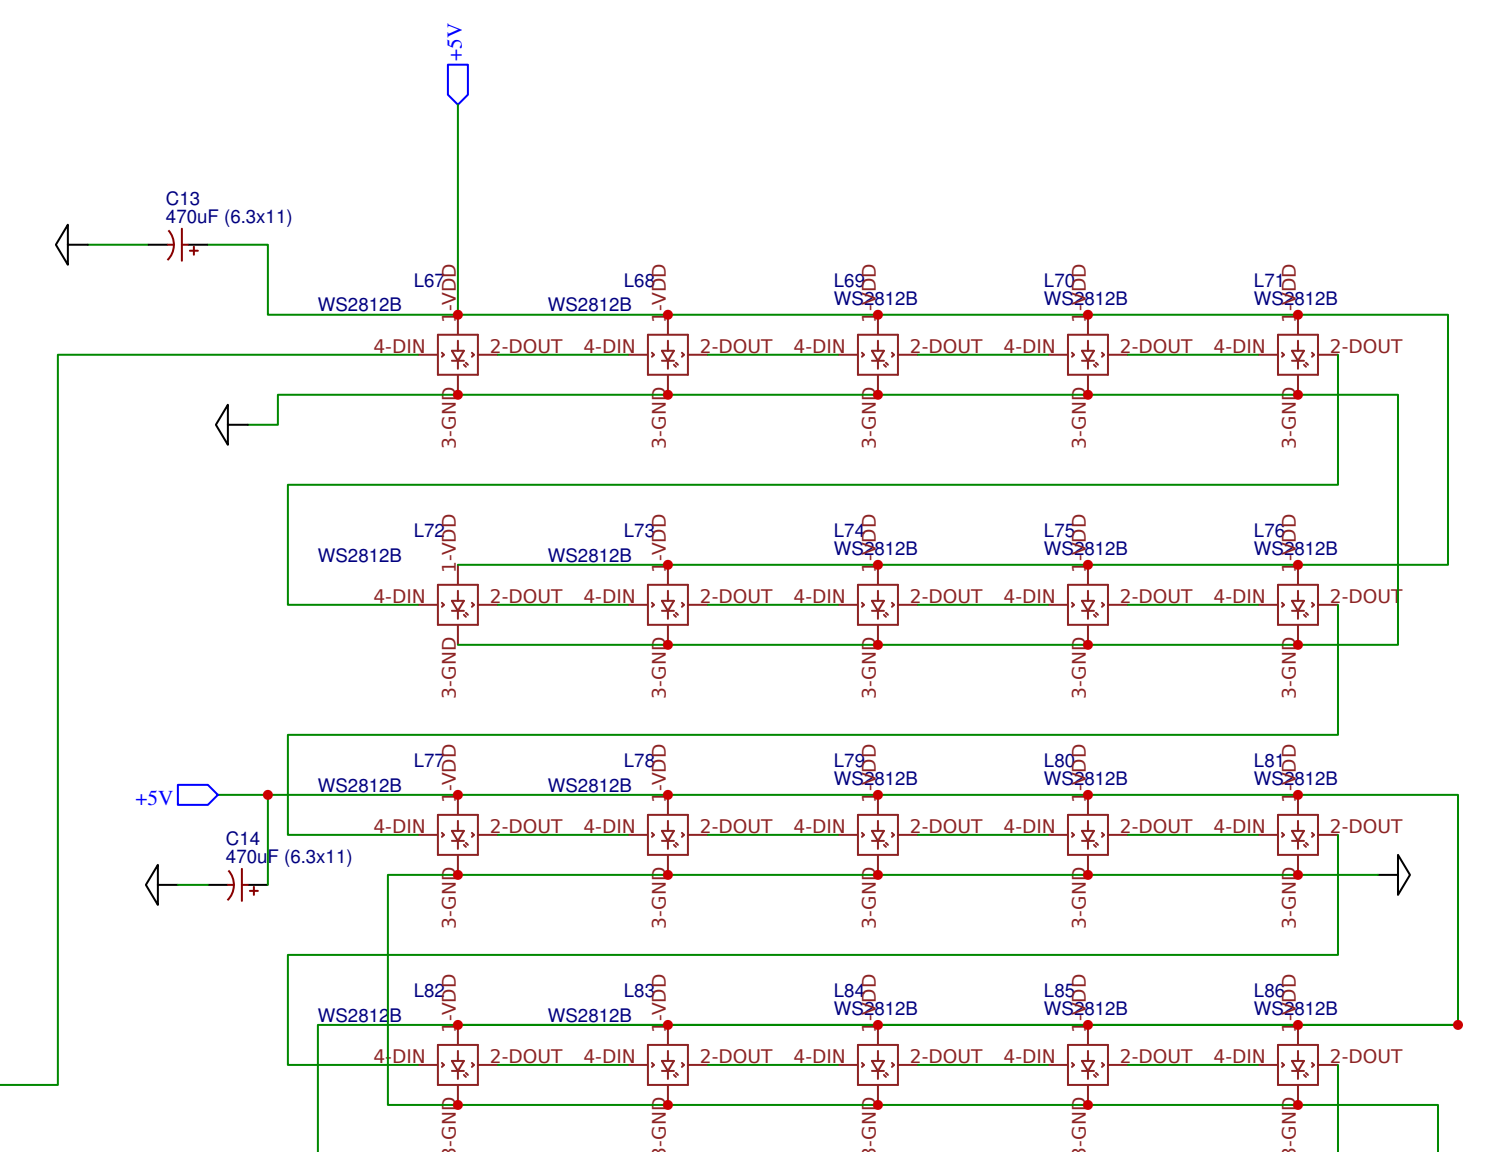 +5V
C13
470uF (6.3x11)
L67
L68
L69
L70
L71
WS2812B
WS2812B
WS2812B
WS2812B
WS2812B
1-VDD
1-VDD
1-VDD
1-VDD
1-VDD
4-DIN
2-DOUT
4-DIN
2-DOUT
4-DIN
2-DOUT
4-DIN
2-DOUT
4-DIN
2-DOUT
3-GND
3-GND
3-GND
3-GND
3-GND
L72
L73
L74
L75
L76
WS2812B
WS2812B
WS2812B
WS2812B
WS2812B
1-VDD
1-VDD
1-VDD
1-VDD
1-VDD
4-DIN
2-DOUT
4-DIN
2-DOUT
4-DIN
2-DOUT
4-DIN
2-DOUT
4-DIN
2-DOUT
3-GND
3-GND
3-GND
3-GND
3-GND
L77
L78
L79
L80
L81
WS2812B
WS2812B
WS2812B
WS2812B
WS2812B
1-VDD
1-VDD
1-VDD
1-VDD
1-VDD
+5V
C14
470uF (6.3x11)
4-DIN
2-DOUT
4-DIN
2-DOUT
4-DIN
2-DOUT
4-DIN
2-DOUT
4-DIN
2-DOUT
3-GND
3-GND
3-GND
3-GND
3-GND
L82
L83
L84
L85
L86
WS2812B
WS2812B
WS2812B
WS2812B
WS2812B
1-VDD
1-VDD
1-VDD
1-VDD
1-VDD
4-DIN
2-DOUT
4-DIN
2-DOUT
4-DIN
2-DOUT
4-DIN
2-DOUT
4-DIN
2-DOUT
3-GND
3-GND
3-GND
3-GND
3-GND